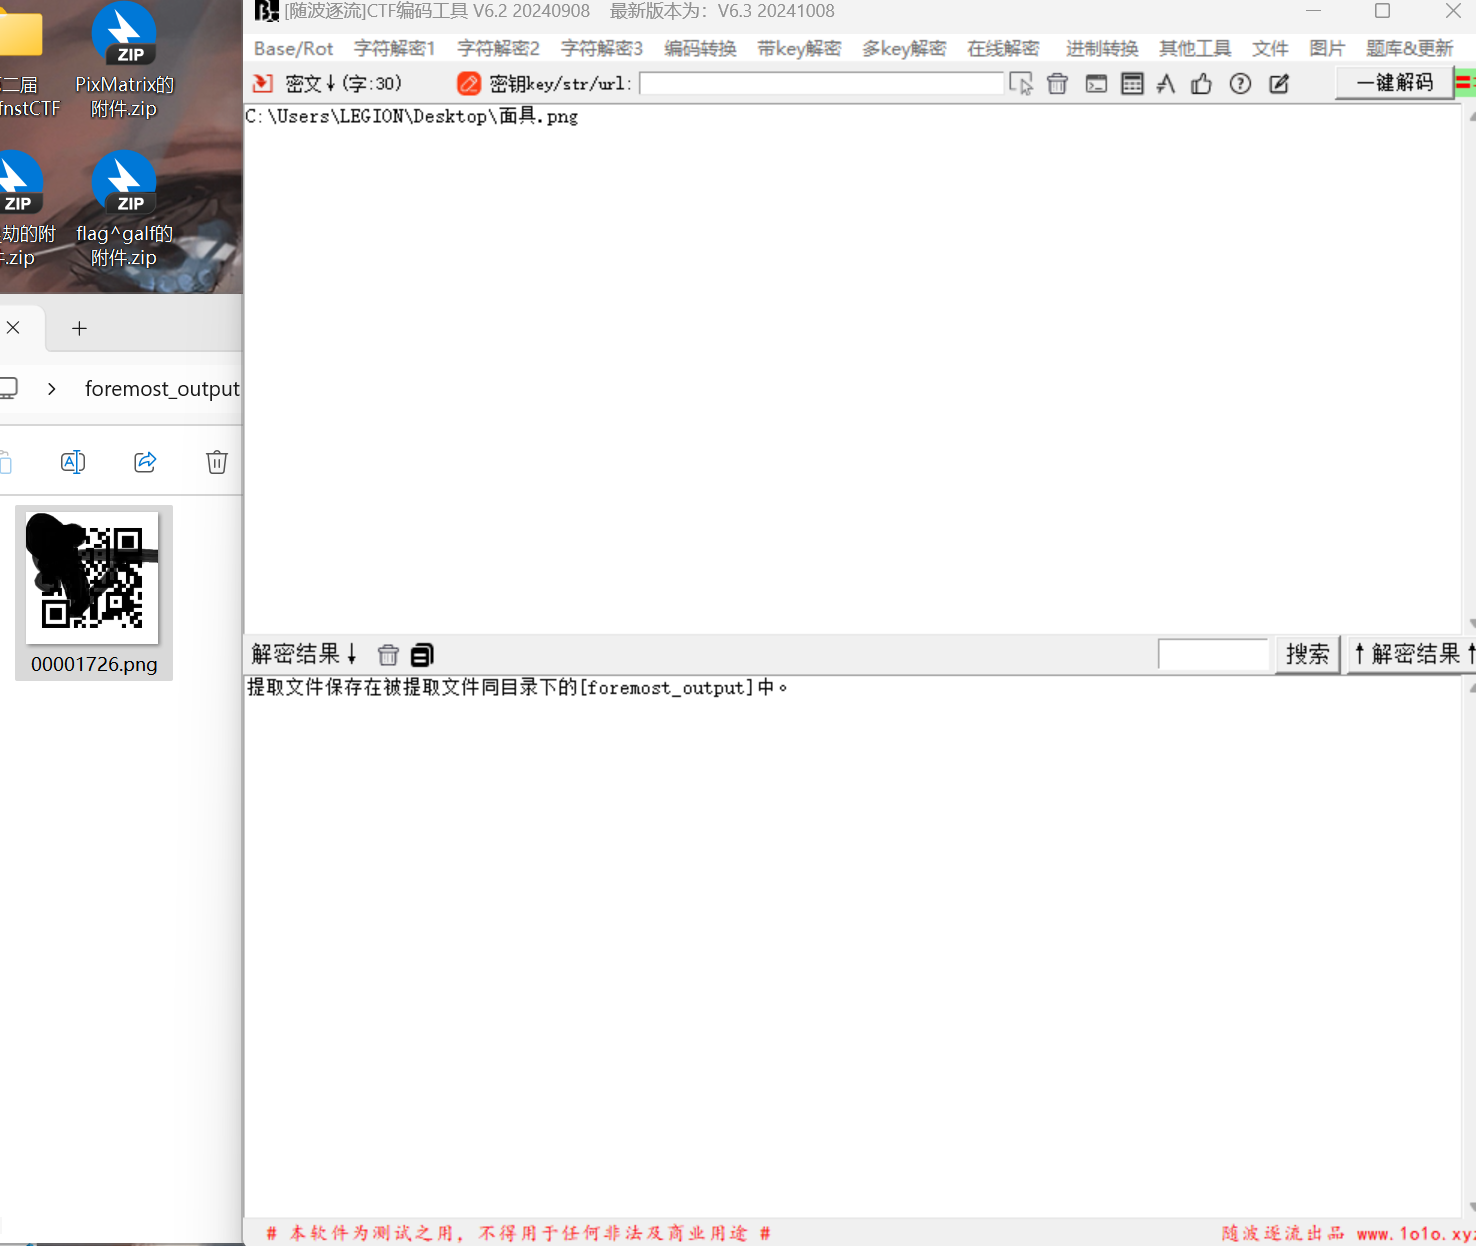 二届
fnstCTF
PixMatrix的
附件.zip
ZIP
ZIP
ZIP
劫的附
.zip
flag^galf的
附件.zip
foremost_output
00001726.png
[随波逐流]CTF编码工具 V6.2 20240908 最新版本为：V6.3 20241008
Base/Rot 字符解密1 字符解密2 字符解密3 编码转换 带key解密 多key解密 在线解密 进制转换 其他工具 文件 图片 题库&更新
密文↓(字:30) 密钥key/str/url: 一键解码
C:\Users\LEGION\Desktop\面具.png
解密结果↓ 搜索 ↑解密结果↑
提取文件保存在被提取文件同目录下的[foremost_output]中。
# 本软件为测试之用，不得用于任何非法及商业用途 # 随波逐流出品 www.1o1o.xyz